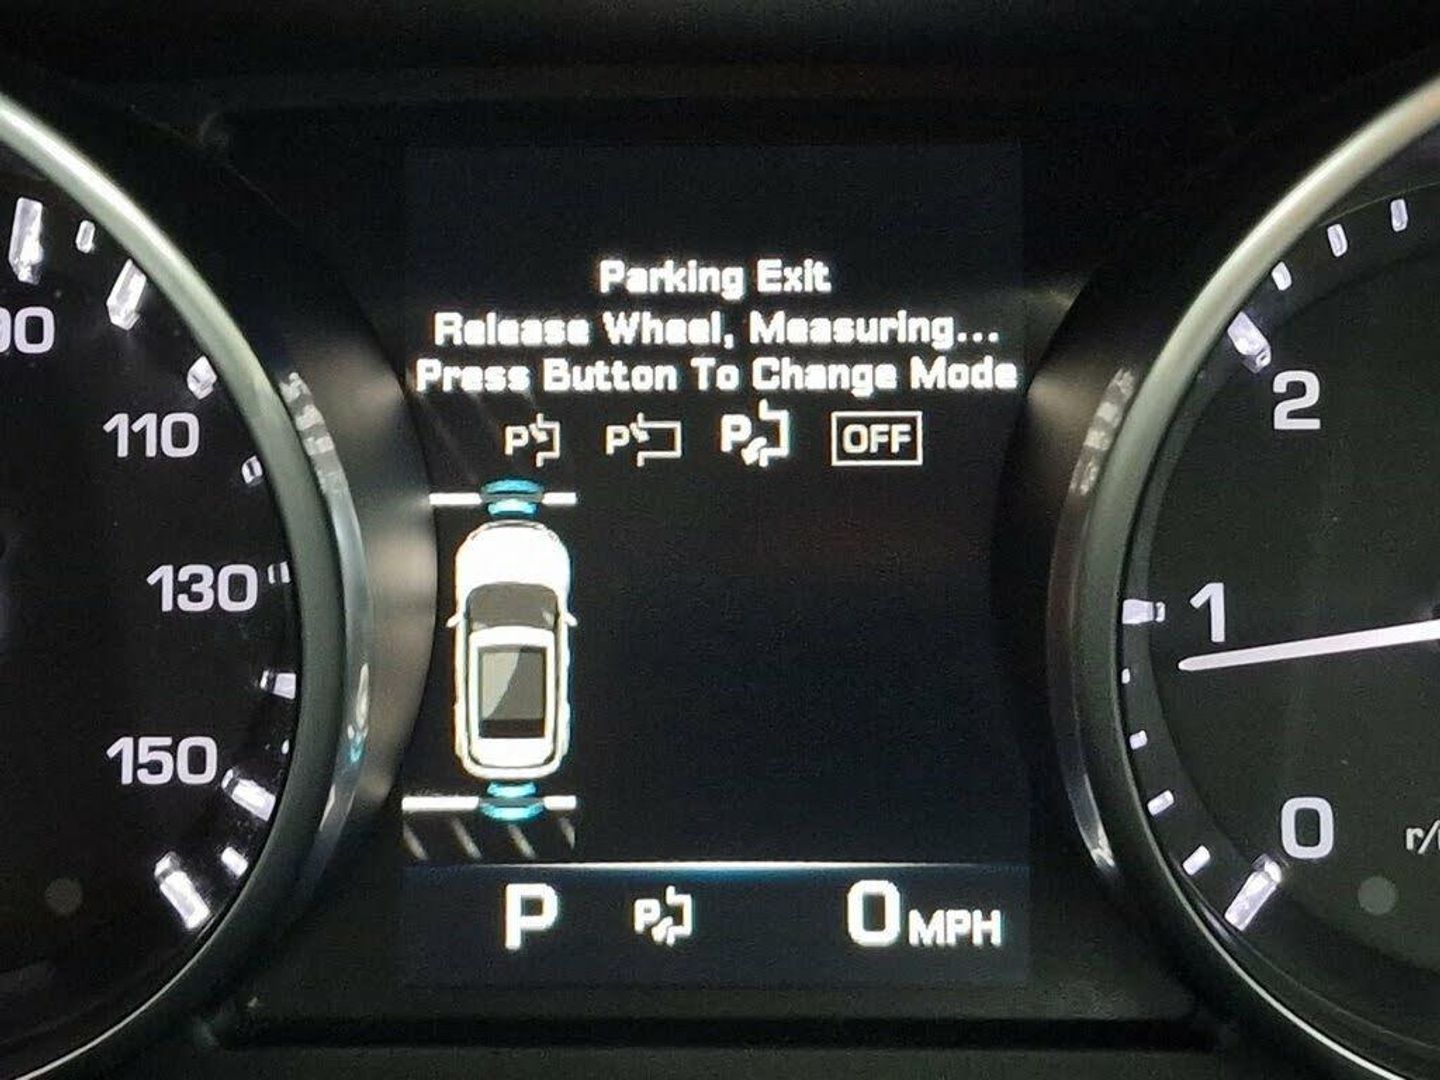 Parking Exit
Release Wheel, Measuring...
Press Button To Change Mode
P P P OFF
110
130
150
2
1
0
P P 0 MPH